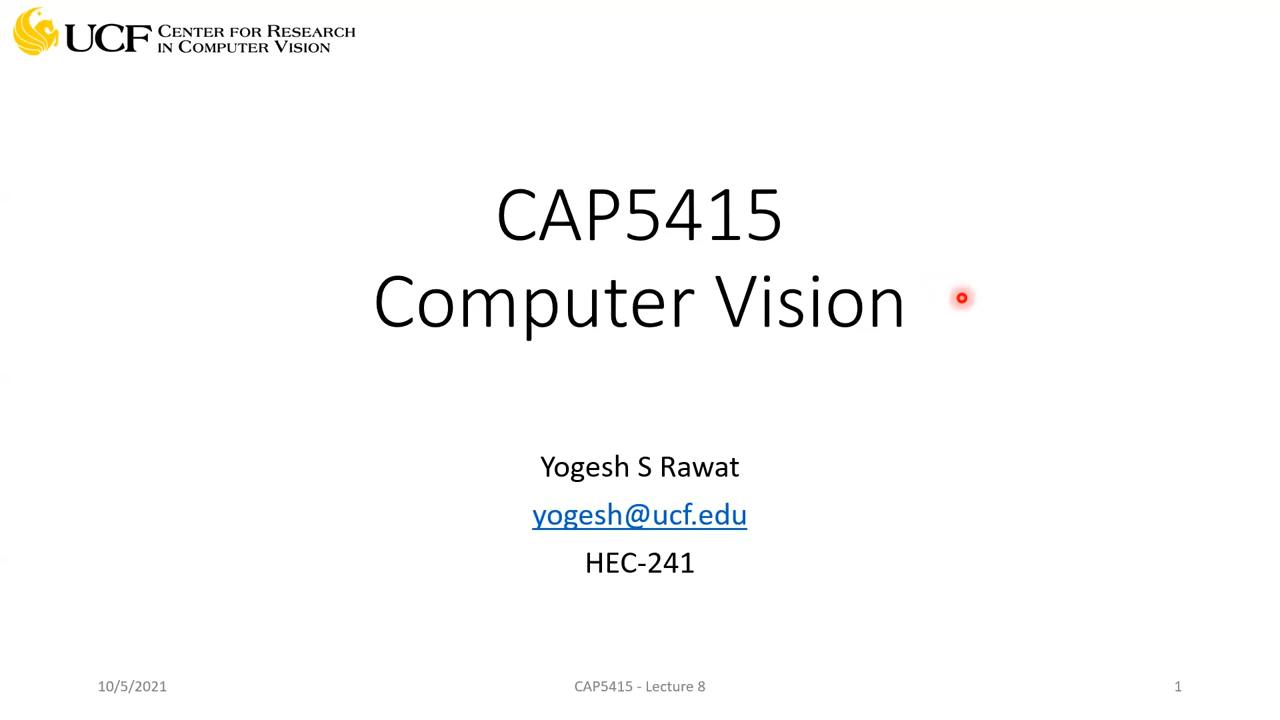 UCF CENTER FOR RESEARCH
IN COMPUTER VISION
CAP5415
Computer Vision
Yogesh S Rawat
yogesh@ucf.edu
HEC-241
10/5/2021 CAP5415 - Lecture 8 1